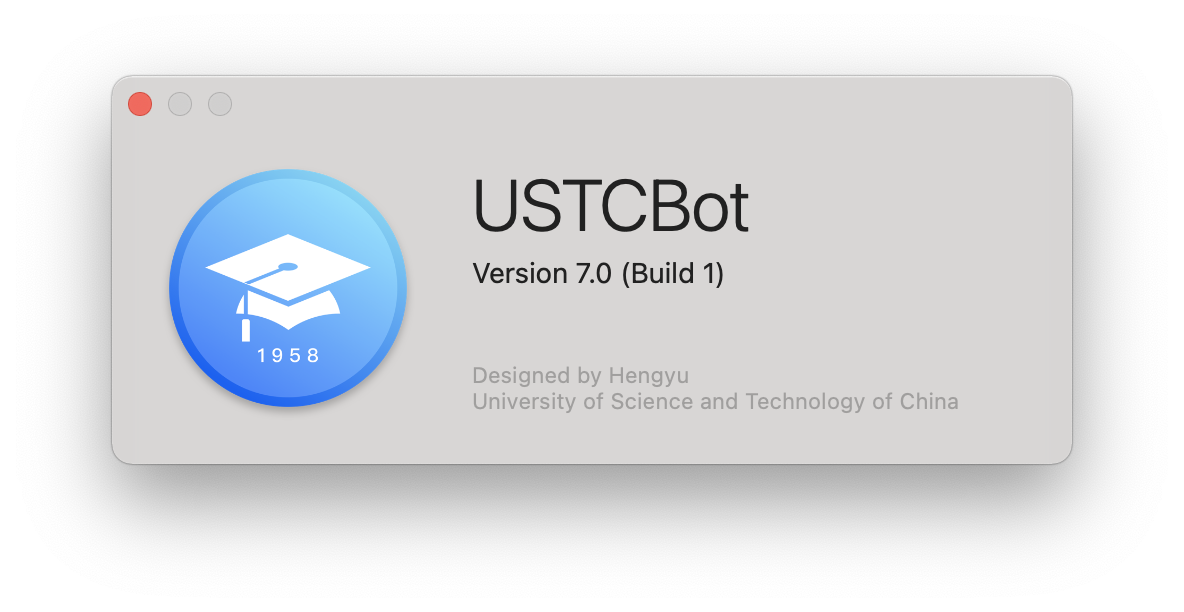 USTCBot
Version 7.0 (Build 1)
1958
Designed by Hengyu
University of Science and Technology of China